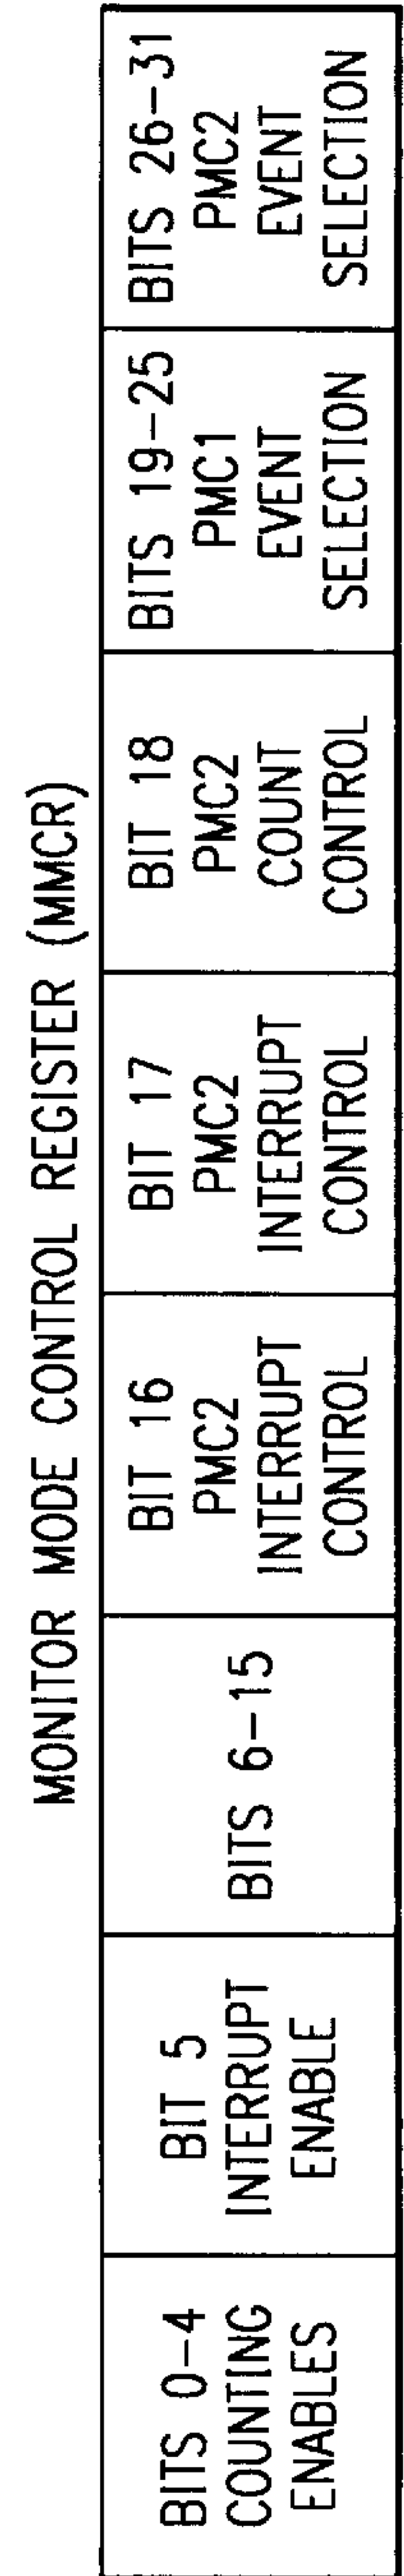 MONITOR MODE CONTROL REGISTER (MMCR)
BITS 0-4
COUNTING
ENABLES
BIT 5
INTERRUPT
ENABLE
BITS 6-15
BIT 16
PMC2
INTERRUPT
CONTROL
BIT 17
PMC2
INTERRUPT
CONTROL
BIT 18
PMC2
COUNT
CONTROL
BITS 19-25
PMC1
EVENT
SELECTION
BITS 26-31
PMC2
EVENT
SELECTION